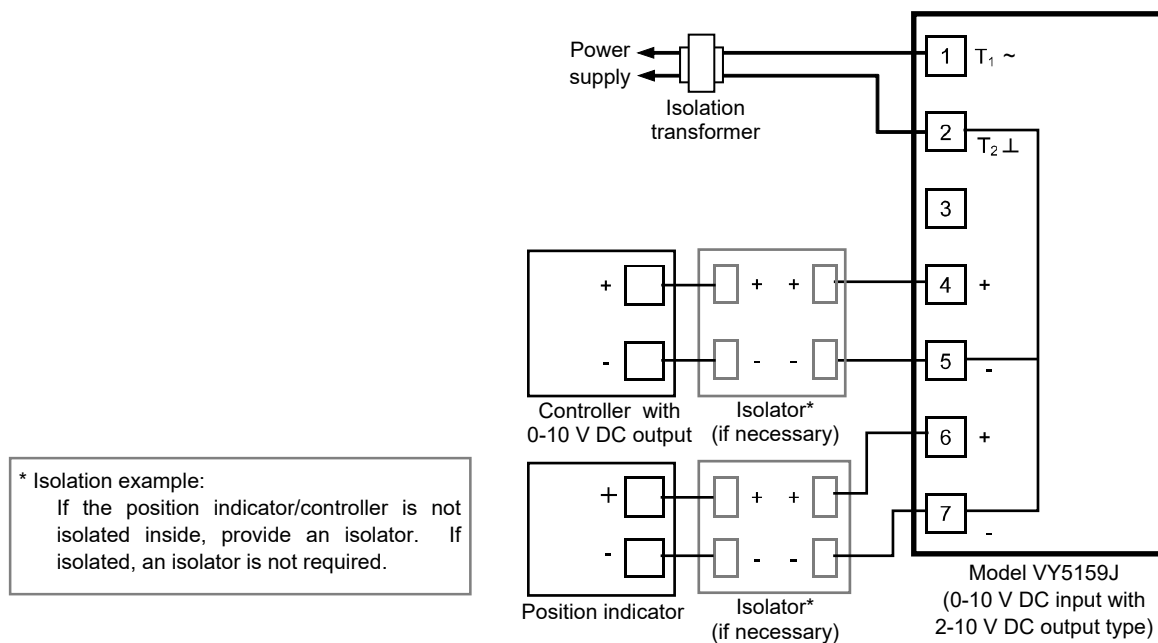 Power
supply
Isolation
transformer
1 T₁ ~
2 T₂ ⊥
3
+ + + 4 +
- - - 5 -
Controller with
0-10 V DC output
Isolator*
(if necessary)
6 +
+ + +
7 -
- - -
Position indicator
Isolator*
(if necessary)
Model VY5159J
(0-10 V DC input with
2-10 V DC output type)
* Isolation example:
If the position indicator/controller is not
isolated inside, provide an isolator. If
isolated, an isolator is not required.